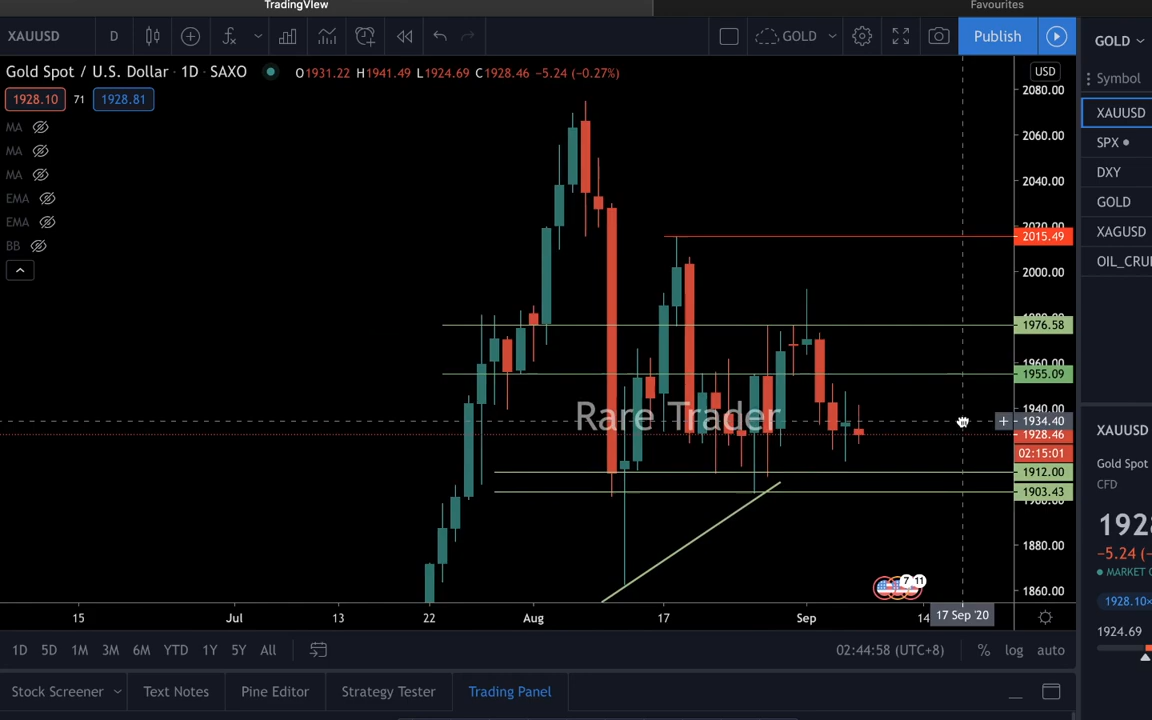 TradingView
Favourites
XAUUSD D GOLD Publish GOLD
Gold Spot / U.S. Dollar · 1D · SAXO O1931.22 H1941.49 L1924.69 C1928.46 −5.24 (−0.27%) USD
Symbol
1928.10 71 1928.81
MA
MA
MA
EMA
EMA
BB
XAUUSD
SPX
DXY
GOLD
XAGUSD
OIL_CRU
2080.00
2060.00
2040.00
2015.49
2000.00
1976.58
1960.00
1955.09
1940.00
1934.40
1928.46
02:15:01
1912.00
1903.43
1880.00
1860.00
Rare Trader
7 11
15 Jul 13 22 Aug 17 Sep 14 17 Sep '20
XAUUSD
Gold Spot
CFD
1928
−5.24 (−
MARKET
1928.10
1924.69
1D 5D 1M 3M 6M YTD 1Y 5Y All 02:44:58 (UTC+8) % log auto
Stock Screener Text Notes Pine Editor Strategy Tester Trading Panel